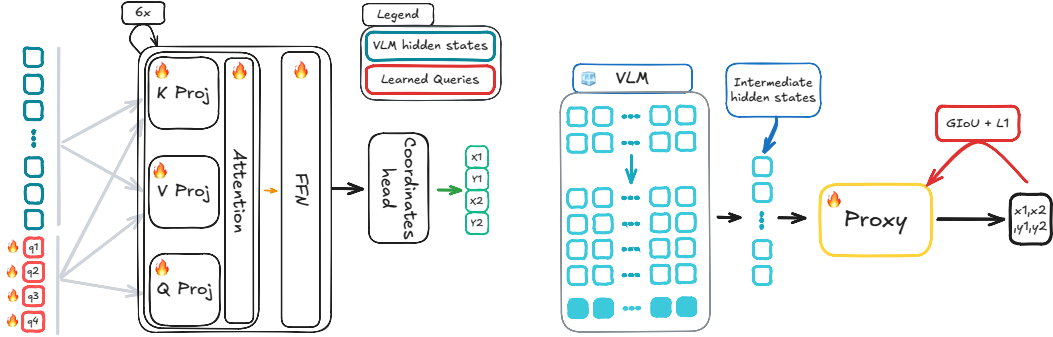 6x
Legend
VLM hidden states
Learned Queries
K Proj
V Proj
Q Proj
Attention
FFN
Coordinates
head
x1
Y1
x2
Y2
q1
q2
q3
q4
VLM
Intermediate
hidden states
GIoU + L1
Proxy
x1,x2
,y1,y2